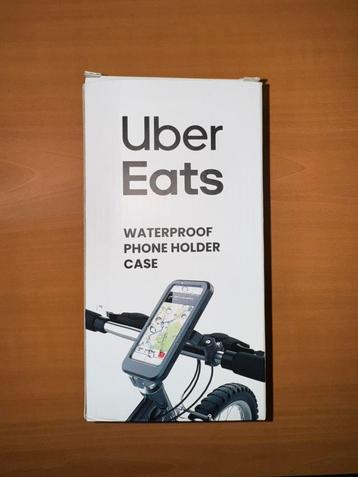 Uber
Eats
WATERPROOF
PHONE HOLDER
CASE